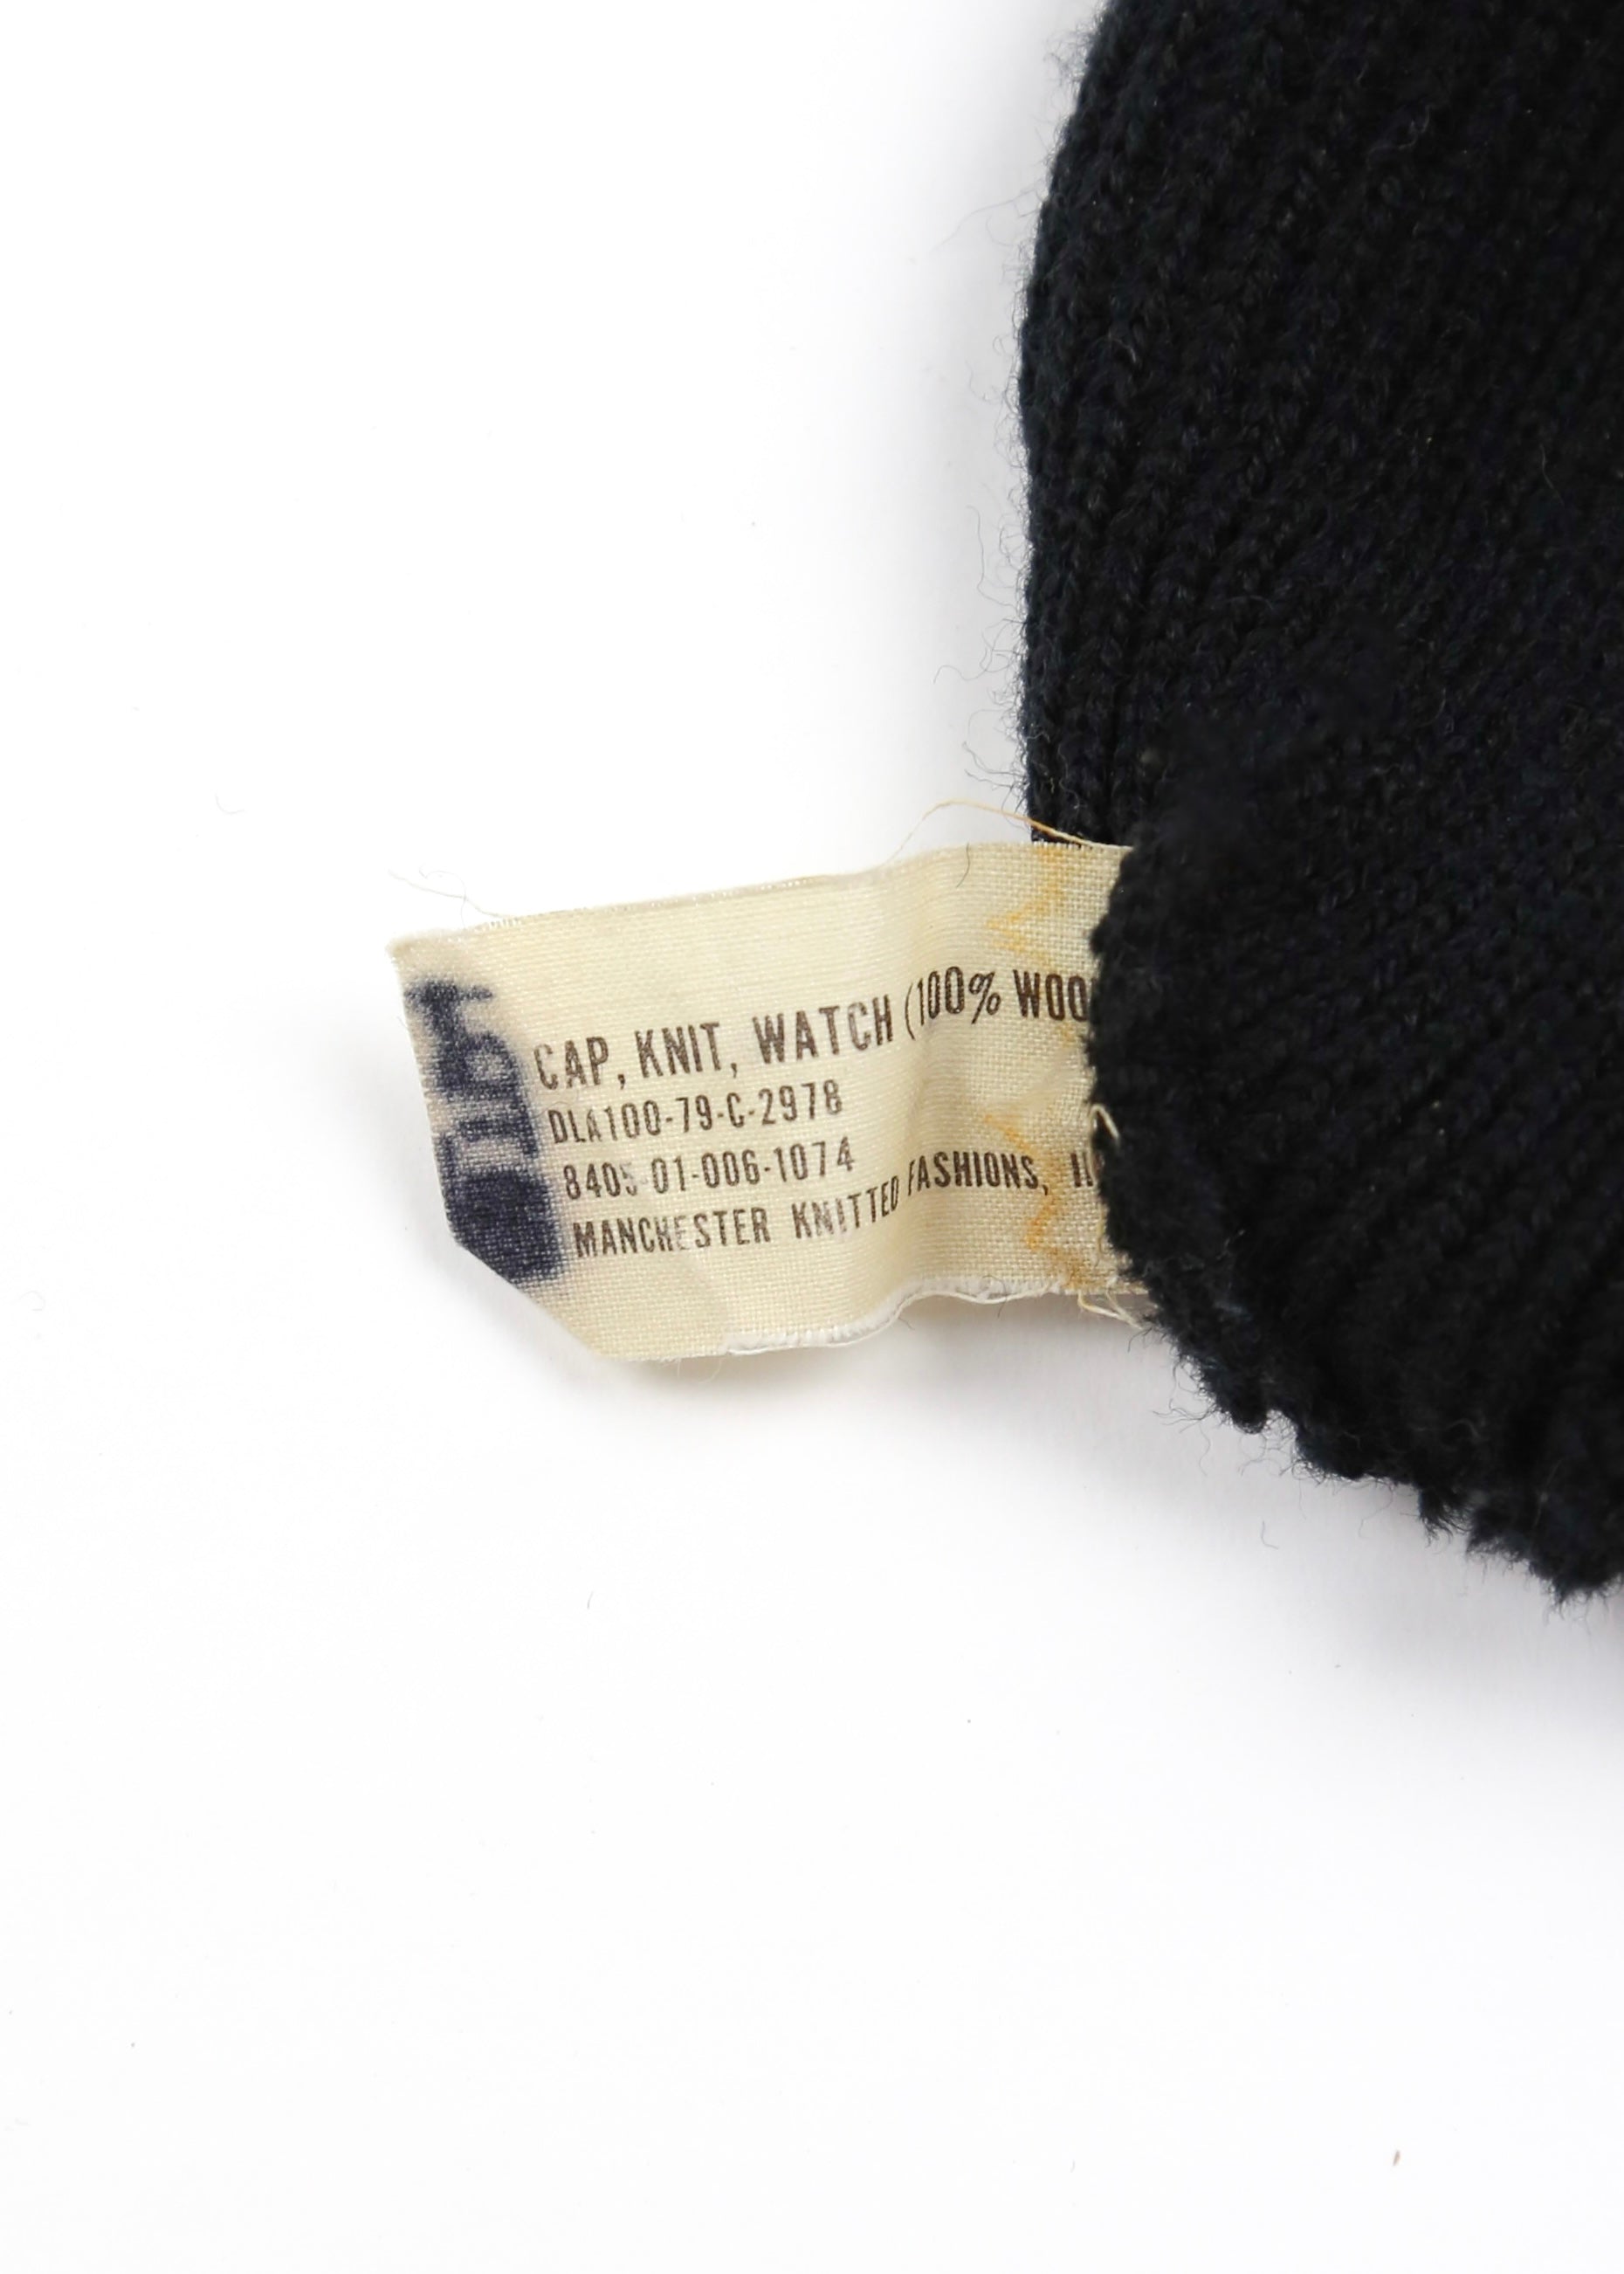 CAP, KNIT, WATCH (100% WOO
DLA100-79-C-2978
8405-01-006-1074
MANCHESTER KNITTED FASHIONS,